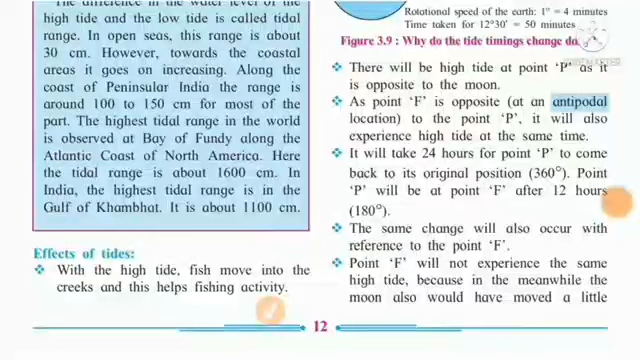 The difference in the water level of the
high tide and the low tide is called tidal
range. In open seas, this range is about
30 cm. However, towards the coastal
areas it goes on increasing. Along the
coast of Peninsular India the range is
around 100 to 150 cm for most of the
part. The highest tidal range in the world
is observed at Bay of Fundy along the
Atlantic Coast of North America. Here
the tidal range is about 1600 cm. In
India, the highest tidal range is in the
Gulf of Khambhat. It is about 1100 cm.
Effects of tides:
❖ With the high tide, fish move into the
creeks and this helps fishing activity.
Rotational speed of the earth: 1° = 4 minutes
Time taken for 12°30' = 50 minutes
Figure 3.9 : Why do the tide timings change
❖ There will be high tide at point 'P' as it
is opposite to the moon.
❖ As point 'F' is opposite (at an antipodal
location) to the point 'P', it will also
experience high tide at the same time.
❖ It will take 24 hours for point 'P' to come
back to its original position (360°). Point
'P' will be at point 'F' after 12 hours
(180°).
❖ The same change will also occur with
reference to the point 'F'.
❖ Point 'F' will not experience the same
high tide, because in the meanwhile the
moon also would have moved a little
12